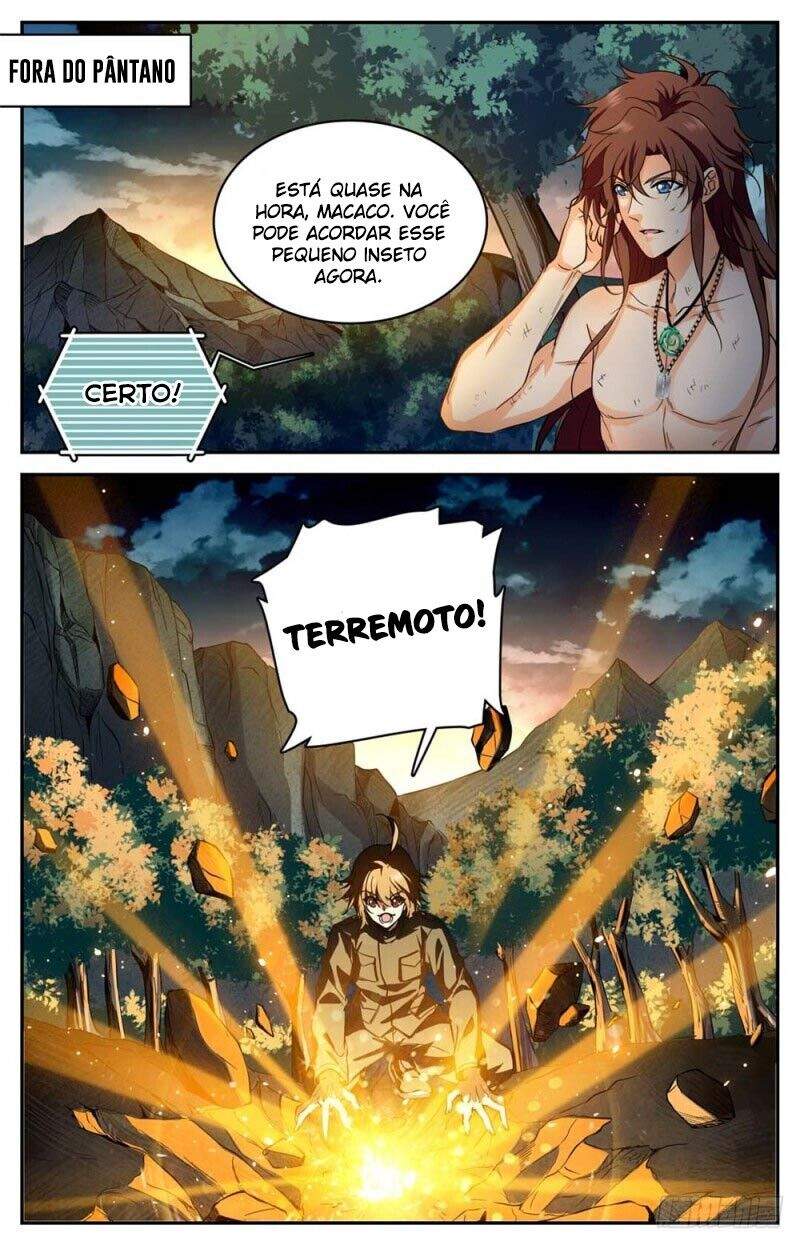 FORA DO PÂNTANO
ESTÁ QUASE NA
HORA, MACACO. VOCÊ
PODE ACORDAR ESSE
PEQUENO INSETO
AGORA.
CERTO!
TERREMOTO!